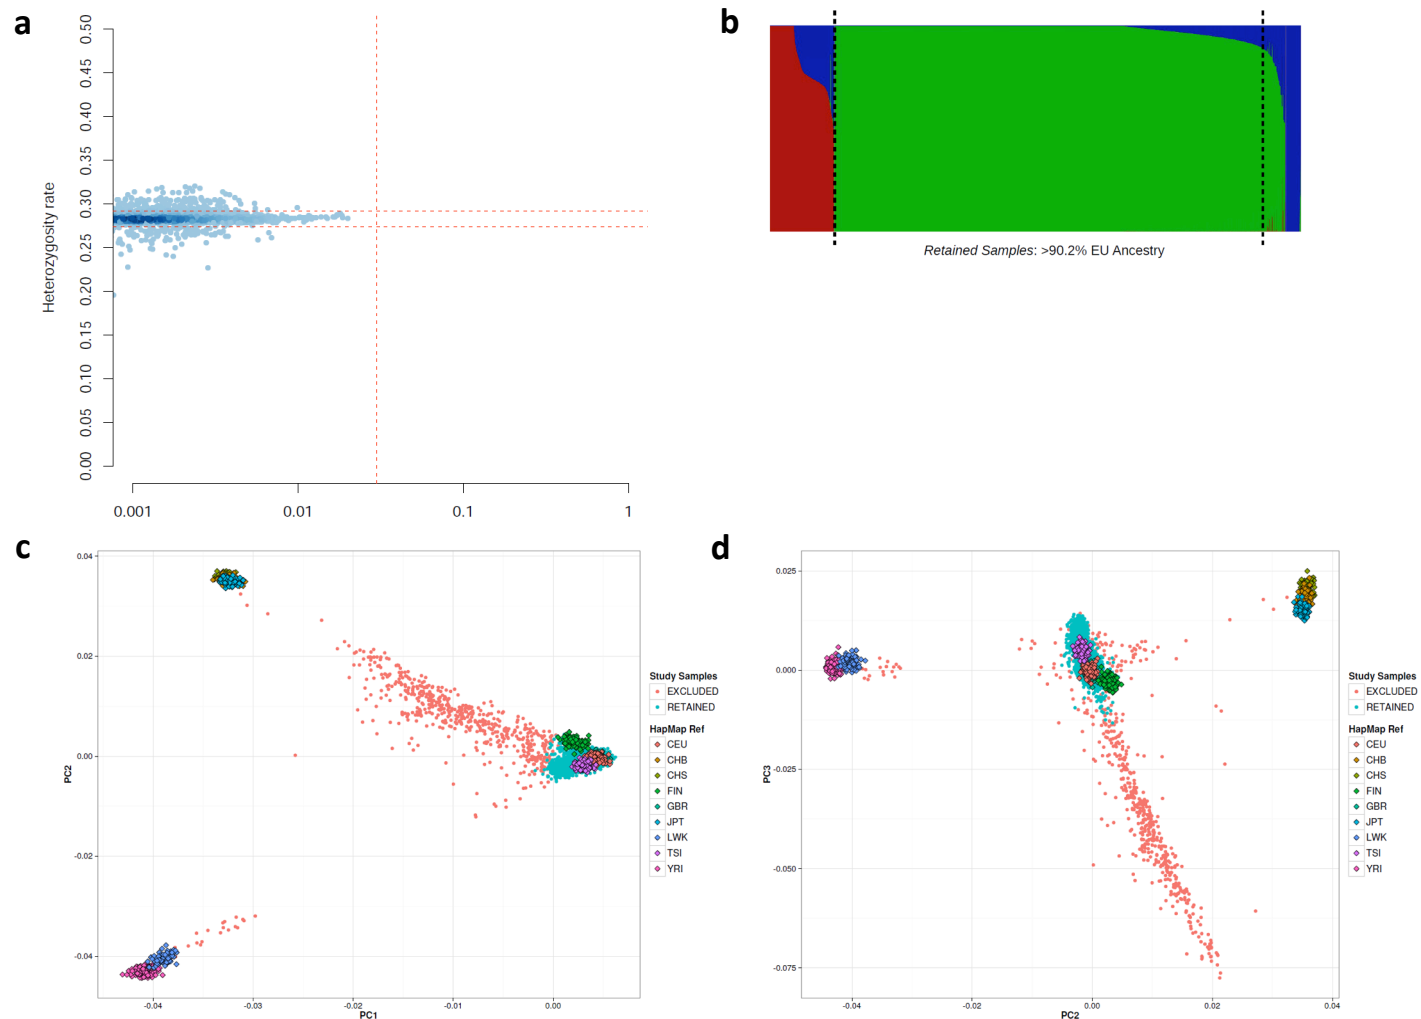 a
0.50
0.45
0.40
0.35
0.30
0.25
0.20
0.15
0.10
0.05
0.00
Heterozygosity rate
0.001 0.01 0.1 1
b
Retained Samples: >90.2% EU Ancestry
c
0.04
0.02
0.00
-0.02
-0.04
PC2
-0.04 -0.03 -0.02 -0.01 0.00
PC1
Study Samples
EXCLUDED
RETAINED
HapMap Ref
CEU
CHB
CHS
FIN
GBR
JPT
LWK
TSI
YRI
d
0.025
0.000
-0.025
-0.050
-0.075
PC3
-0.04 -0.02 0.00 0.02 0.04
PC2
Study Samples
EXCLUDED
RETAINED
HapMap Ref
CEU
CHB
CHS
FIN
GBR
JPT
LWK
TSI
YRI